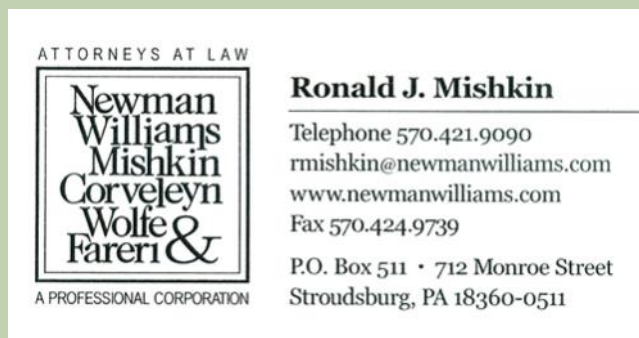 ATTORNEYS AT LAW
Newman
Williams
Mishkin
Corveleyn
Wolfe &
Fareri
A PROFESSIONAL CORPORATION
Ronald J. Mishkin
Telephone 570.421.9090
rmishkin@newmanwilliams.com
www.newmanwilliams.com
Fax 570.424.9739
P.O. Box 511 · 712 Monroe Street
Stroudsburg, PA 18360-0511